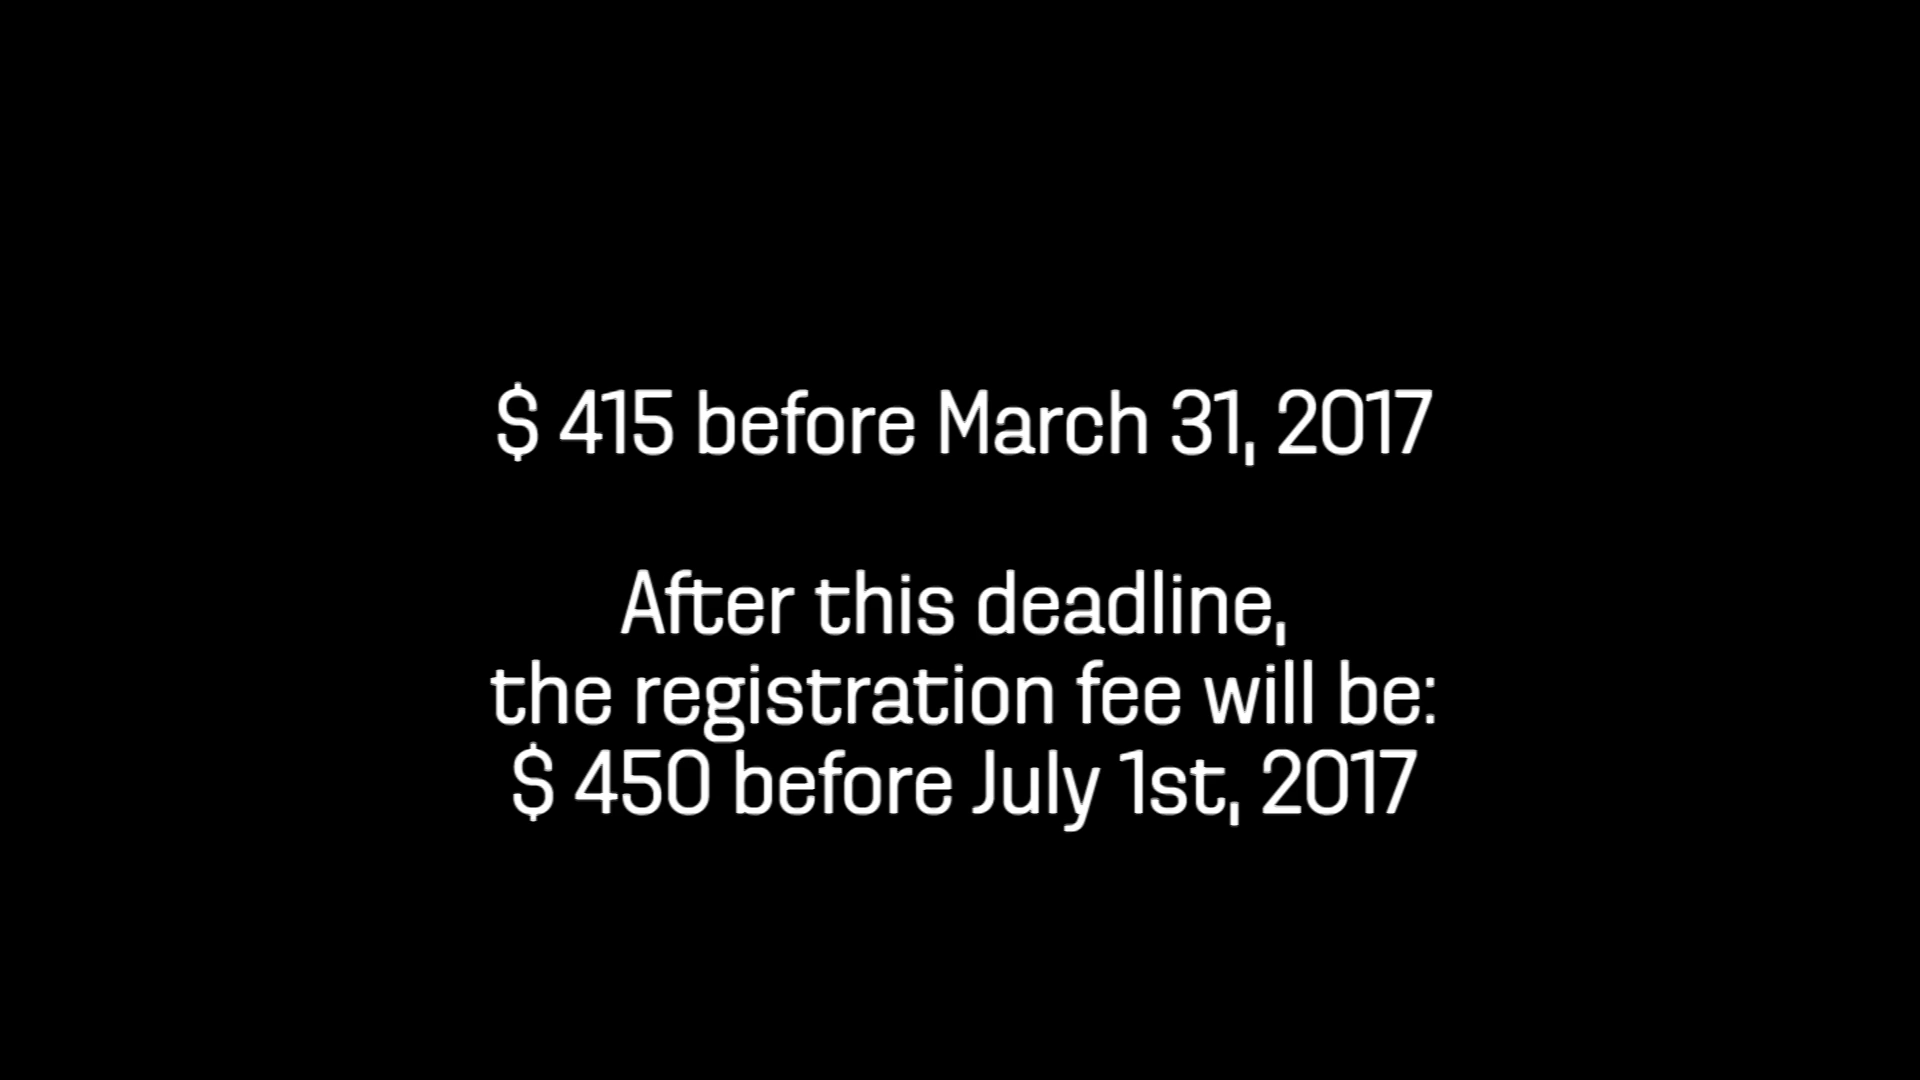 $ 415 before March 31, 2017
After this deadline,
the registration fee will be:
$ 450 before July 1st, 2017